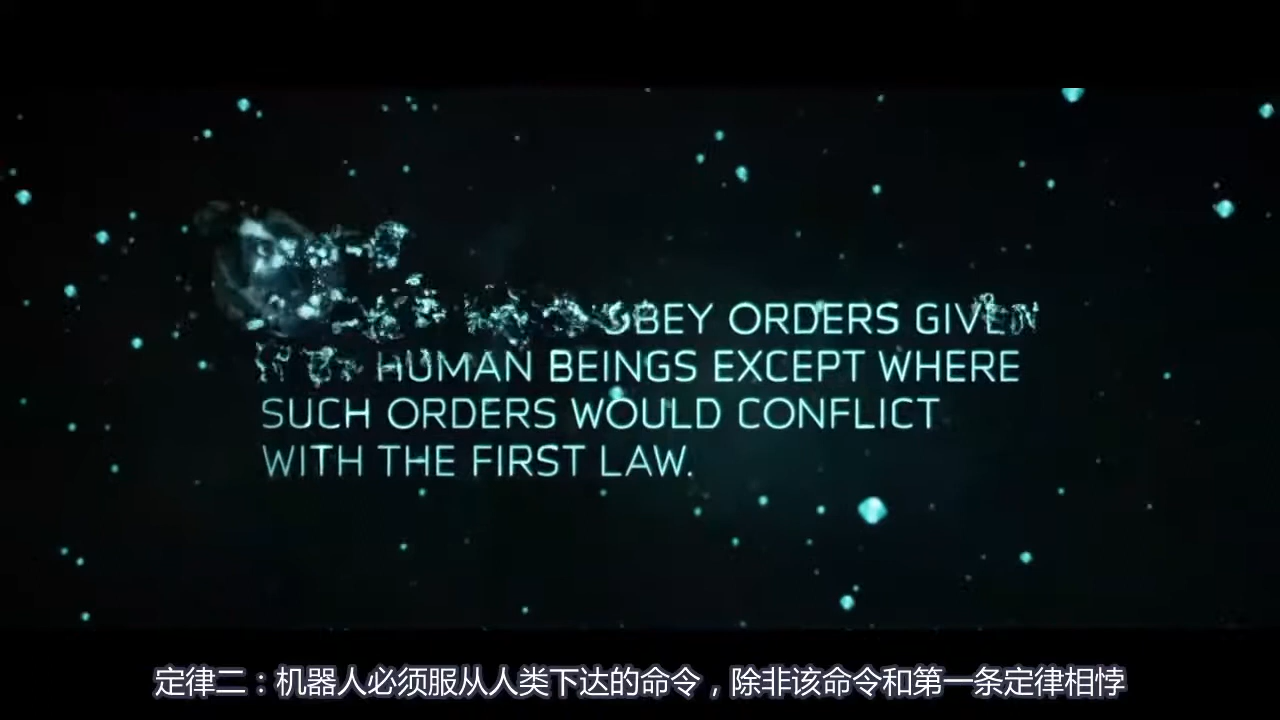 OBEY ORDERS GIVEN
HUMAN BEINGS EXCEPT WHERE
SUCH ORDERS WOULD CONFLICT
WITH THE FIRST LAW.
定律二：机器人必须服从人类下达的命令，除非该命令和第一条定律相悖